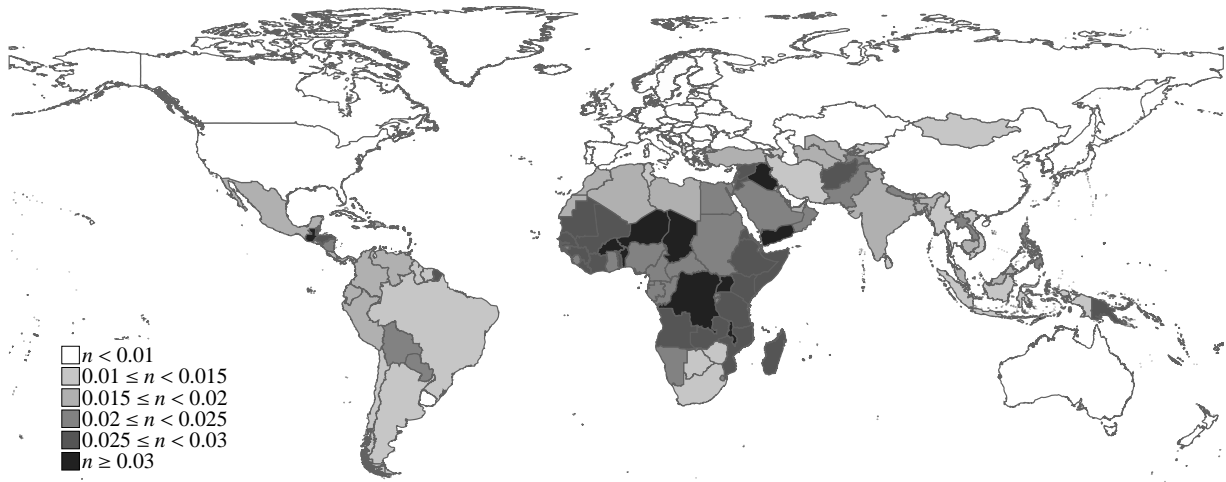 n < 0.01
0.01 ≤ n < 0.015
0.015 ≤ n < 0.02
0.02 ≤ n < 0.025
0.025 ≤ n < 0.03
n ≥ 0.03